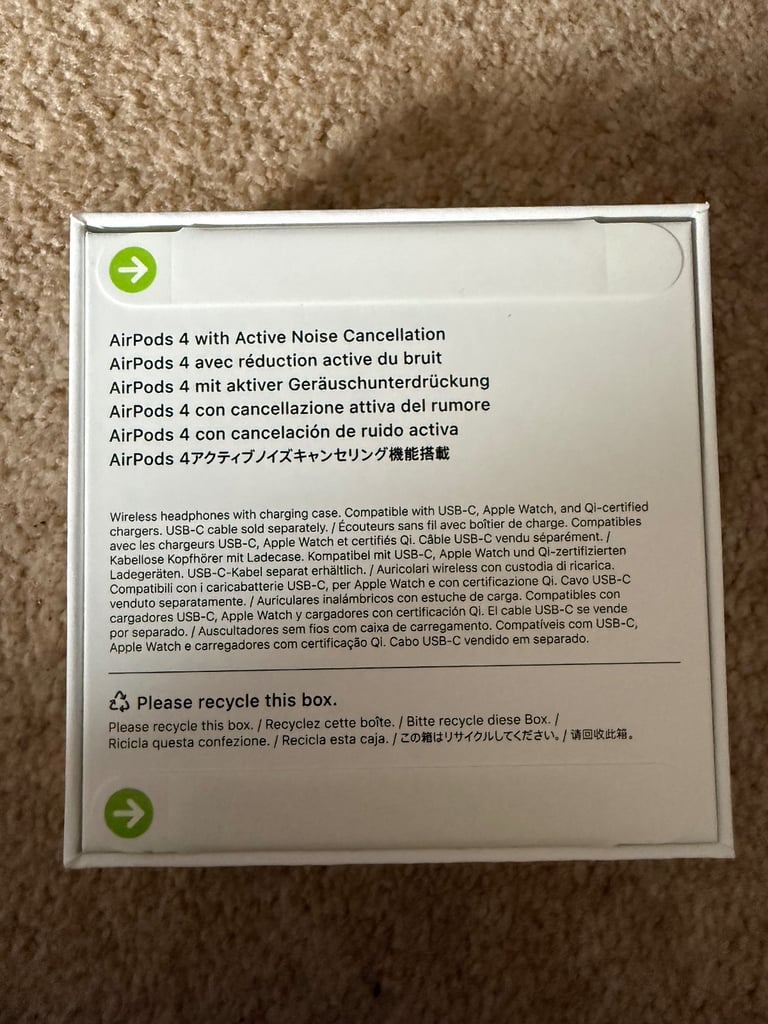 AirPods 4 with Active Noise Cancellation
AirPods 4 avec réduction active du bruit
AirPods 4 mit aktiver Geräuschunterdrückung
AirPods 4 con cancellazione attiva del rumore
AirPods 4 con cancelación de ruido activa
AirPods 4アクティブノイズキャンセリング機能搭載
Wireless headphones with charging case. Compatible with USB-C, Apple Watch, and Qi-certified
chargers. USB-C cable sold separately. / Écouteurs sans fil avec boîtier de charge. Compatibles
avec les chargeurs USB-C, Apple Watch et certifiés Qi. Câble USB-C vendu séparément. /
Kabellose Kopfhörer mit Ladecase. Kompatibel mit USB-C, Apple Watch und Qi-zertifizierten
Ladegeräten. USB-C-Kabel separat erhältlich. / Auricolari wireless con custodia di ricarica.
Compatibili con i caricabatterie USB-C, per Apple Watch e con certificazione Qi. Cavo USB-C
venduto separatamente. / Auriculares inalámbricos con estuche de carga. Compatibles con
cargadores USB-C, Apple Watch y cargadores con certificación Qi. El cable USB-C se vende
por separado. / Auscultadores sem fios com caixa de carregamento. Compatíveis com USB-C,
Apple Watch e carregadores com certificação Qi. Cabo USB-C vendido em separado.
Please recycle this box.
Please recycle this box. / Recyclez cette boîte. / Bitte recycle diese Box. /
Ricicla questa confezione. / Recicla esta caja. / この箱はリサイクルしてください。/ 请回收此箱。